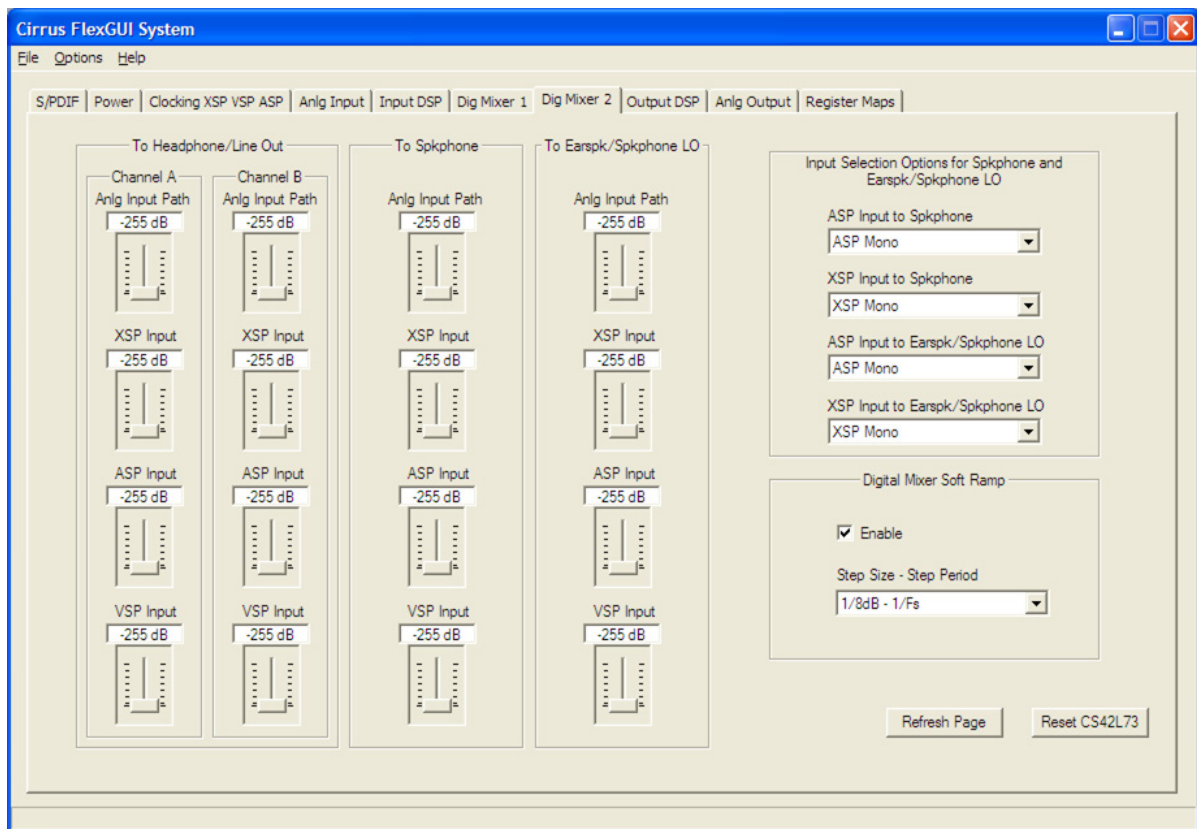 Cirrus FlexGUI System
File Options Help
S/PDIF Power Clocking XSP VSP ASP Anlg Input Input DSP Dig Mixer 1 Dig Mixer 2 Output DSP Anlg Output Register Maps
To Headphone/Line Out
Channel A
Anlg Input Path
-255 dB
XSP Input
-255 dB
ASP Input
-255 dB
VSP Input
-255 dB
Channel B
Anlg Input Path
-255 dB
XSP Input
-255 dB
ASP Input
-255 dB
VSP Input
-255 dB
To Spkphone
Anlg Input Path
-255 dB
XSP Input
-255 dB
ASP Input
-255 dB
VSP Input
-255 dB
To Earspk/Spkphone LO
Anlg Input Path
-255 dB
XSP Input
-255 dB
ASP Input
-255 dB
VSP Input
-255 dB
Input Selection Options for Spkphone and
Earspk/Spkphone LO
ASP Input to Spkphone
ASP Mono
XSP Input to Spkphone
XSP Mono
ASP Input to Earspk/Spkphone LO
ASP Mono
XSP Input to Earspk/Spkphone LO
XSP Mono
Digital Mixer Soft Ramp
Enable
Step Size - Step Period
1/8dB - 1/Fs
Refresh Page
Reset CS42L73